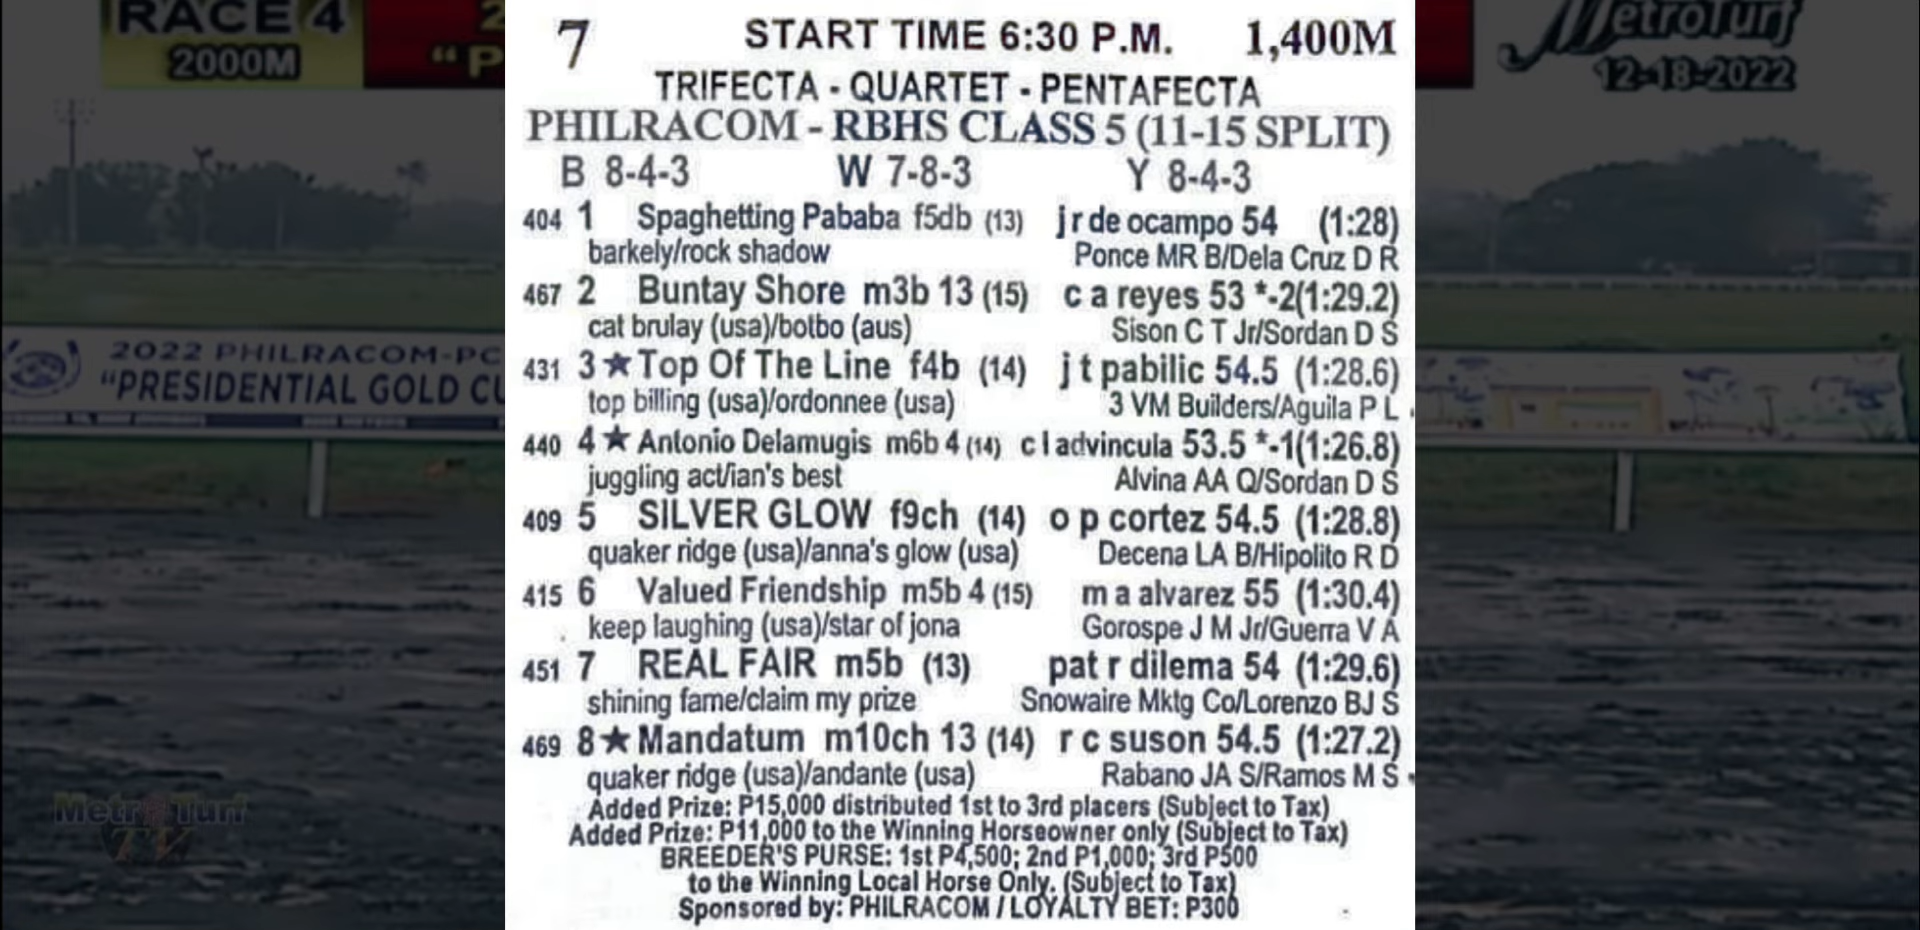 RACE 4
2000M
MetroTurf
12-18-2022
2022 PHILRACOM-PC
"PRESIDENTIAL GOLD CU
7 START TIME 6:30 P.M. 1,400M
TRIFECTA - QUARTET - PENTAFECTA
PHILRACOM - RBHS CLASS 5 (11-15 SPLIT)
B 8-4-3 W 7-8-3 Y 8-4-3
404 1 Spaghetting Pababa f5db (13) j r de ocampo 54 (1:28)
barkely/rock shadow Ponce MR B/Dela Cruz D R
467 2 Buntay Shore m3b 13 (15) c a reyes 53 *-2(1:29.2)
cat brulay (usa)/botbo (aus) Sison C T Jr/Sordan D S
431 3★Top Of The Line f4b (14) j t pabilic 54.5 (1:28.6)
top billing (usa)/ordonnee (usa) 3 VM Builders/Aguila P L
440 4★Antonio Delamugis m6b 4 (14) c l advincula 53.5 *-1(1:26.8)
juggling act/ian's best Alvina AA Q/Sordan D S
409 5 SILVER GLOW f9ch (14) o p cortez 54.5 (1:28.8)
quaker ridge (usa)/anna's glow (usa) Decena LA B/Hipolito R D
415 6 Valued Friendship m5b 4 (15) m a alvarez 55 (1:30.4)
keep laughing (usa)/star of jona Gorospe J M Jr/Guerra V A
451 7 REAL FAIR m5b (13) pat r dilema 54 (1:29.6)
shining fame/claim my prize Snowaire Mktg Co/Lorenzo BJ S
469 8★Mandatum m10ch 13 (14) r c suson 54.5 (1:27.2)
quaker ridge (usa)/andante (usa) Rabano JA S/Ramos M S
Added Prize: P15,000 distributed 1st to 3rd placers (Subject to Tax)
Added Prize: P11,000 to the Winning Horseowner only (Subject to Tax)
BREEDER'S PURSE: 1st P4,500; 2nd P1,000; 3rd P500
to the Winning Local Horse Only. (Subject to Tax)
Sponsored by: PHILRACOM / LOYALTY BET: P300
MetroTurf
TV